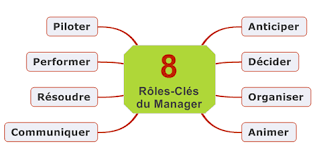 Piloter
Anticiper
Performer
8
Décider
Rôles-Clés
du Manager
Résoudre
Organiser
Communiquer
Animer